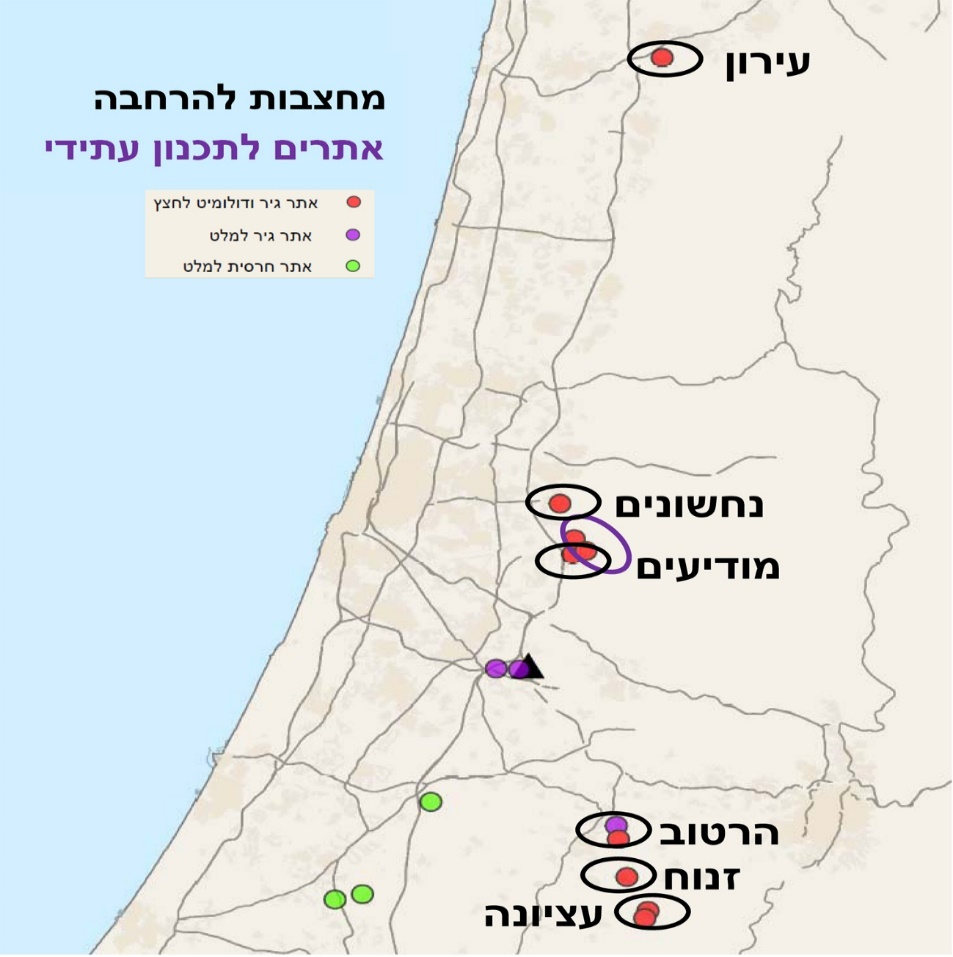 עירון
מחצבות להרחבה
אתרים לתכנון עתידי
אתר גיר ודולומיט לחצץ
אתר גיר למלט
אתר חרסית למלט
נחשונים
מודיעים
הרטוב
זנוח
עציונה